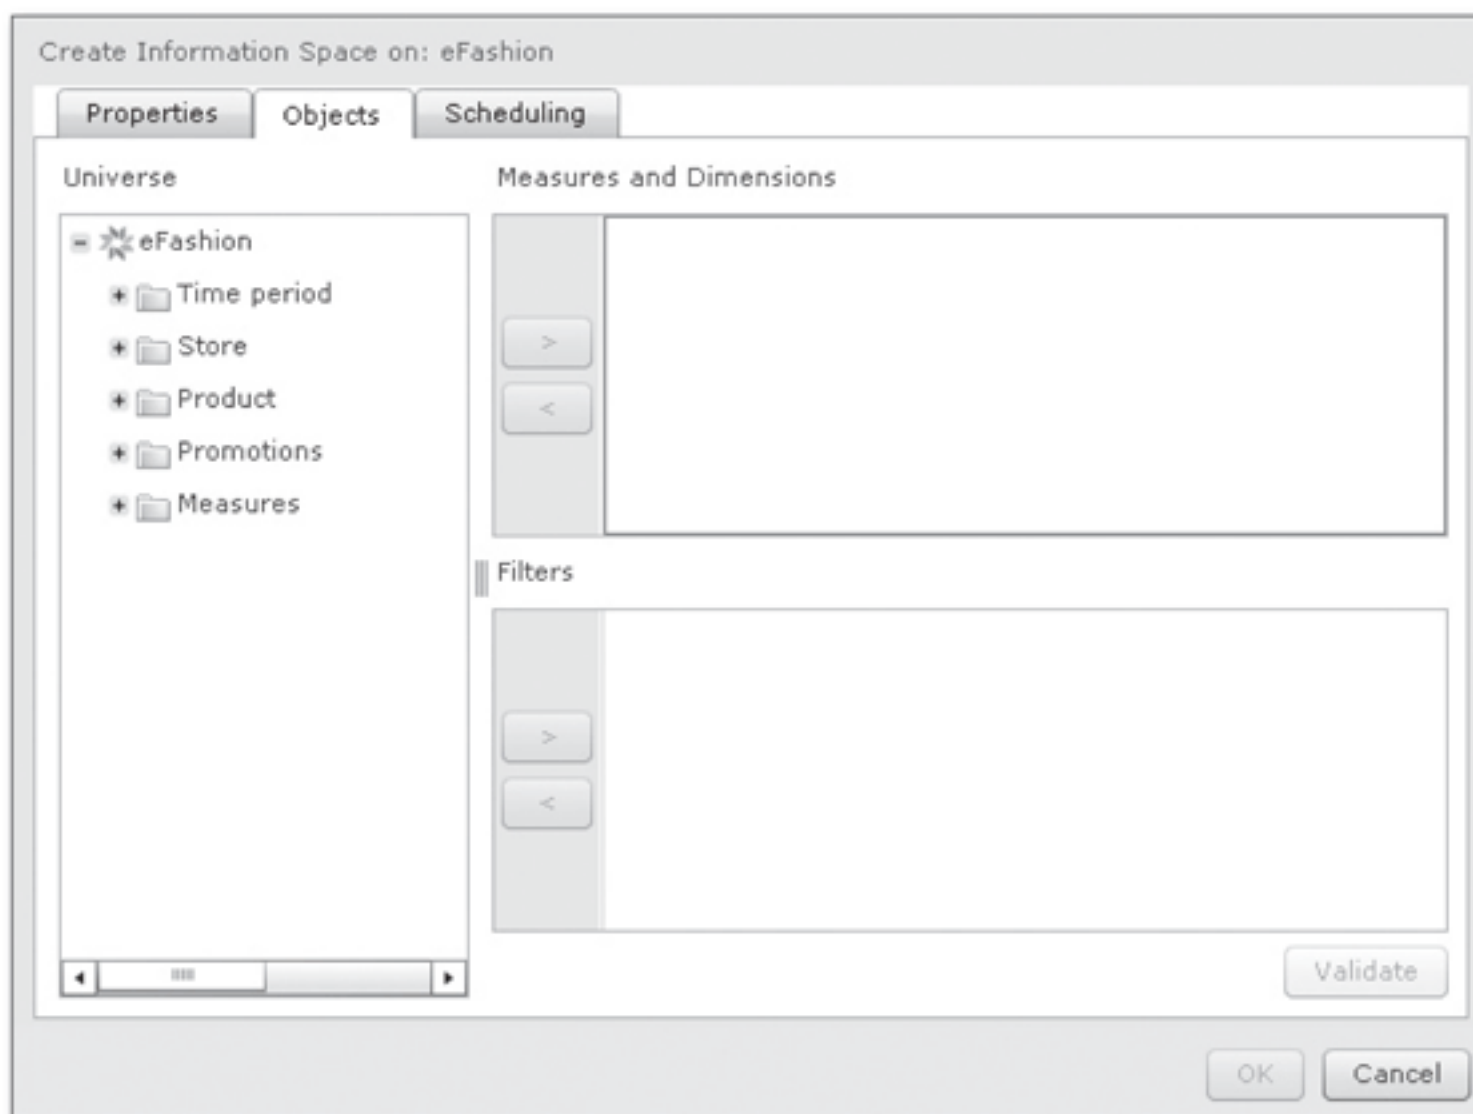 Create Information Space on: eFashion
Properties Objects Scheduling
Universe
eFashion
Time period
Store
Product
Promotions
Measures
Measures and Dimensions
>
<
Filters
>
<
Validate
OK Cancel